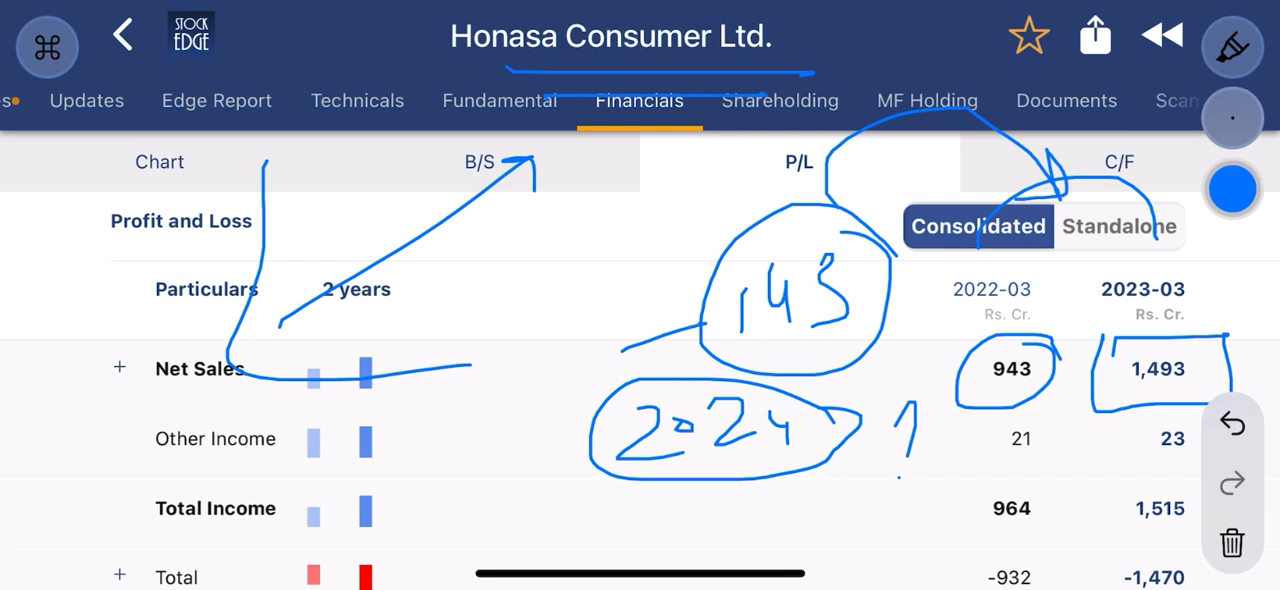 STOCK EDGE
Honasa Consumer Ltd.
Updates Edge Report Technicals Fundamental Financials Shareholding MF Holding Documents Scan
Chart B/S P/L C/F
Profit and Loss Consolidated Standalone
143
Particulars 2 years 2022-03 2023-03
Rs. Cr. Rs. Cr.
+ Net Sales 943 1,493
2024 ?
Other Income 21 23
Total Income 964 1,515
+ Total -932 -1,470